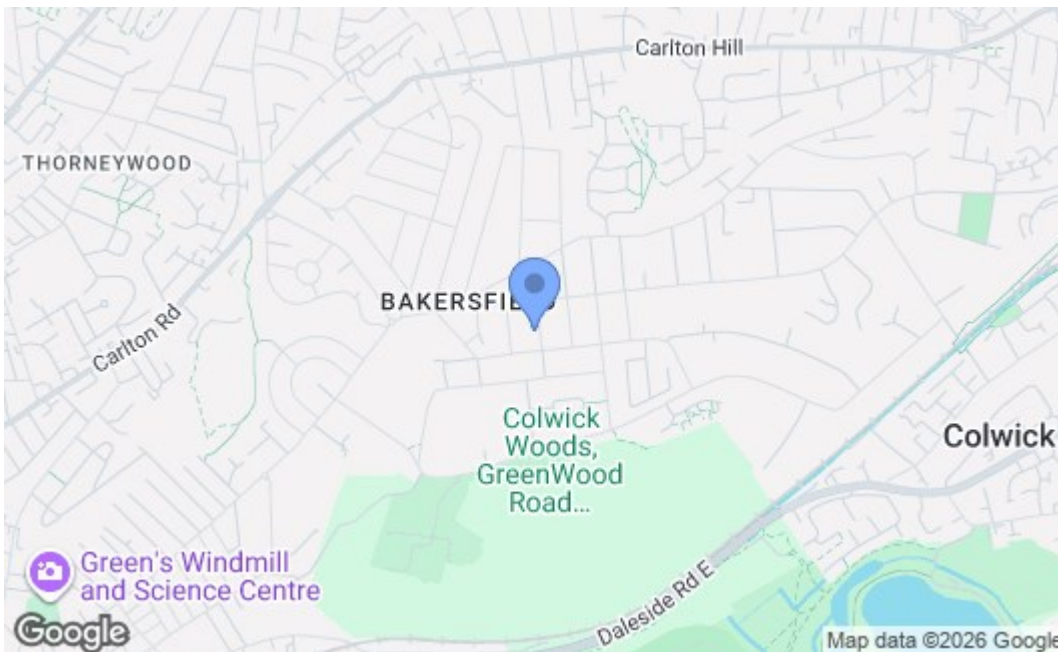 Carlton Hill
THORNEYWOOD
BAKERSFIELD
Carlton Rd
Colwick
Woods,
GreenWood
Road...
Colwick
Green's Windmill
and Science Centre
Daleside Rd E
Google
Map data ©2026 Google